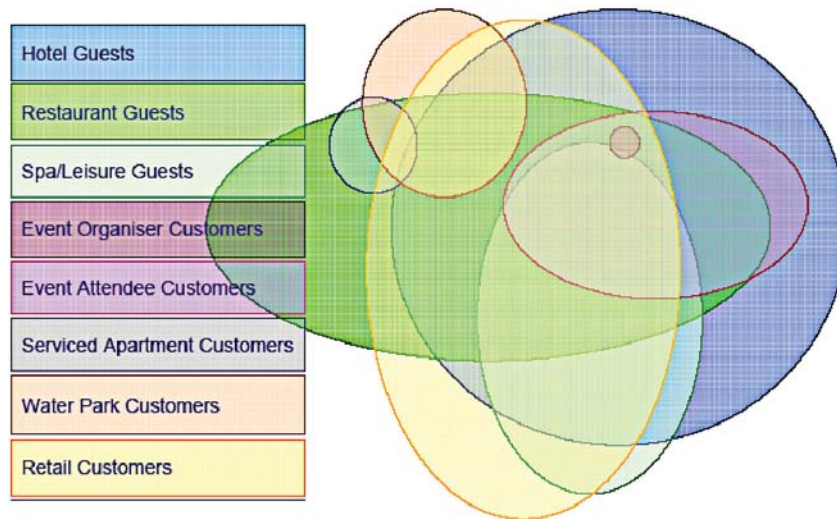 Hotel Guests
Restaurant Guests
Spa/Leisure Guests
Event Organiser Customers
Event Attendee Customers
Serviced Apartment Customers
Water Park Customers
Retail Customers